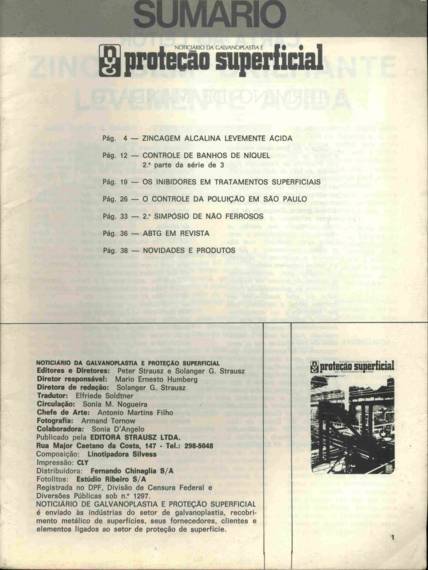 SUMÁRIO
NOTICIÁRIO DA GALVANOPLASTIA E
proteção superficial
Pág. 4 — ZINCAGEM ALCALINA LEVEMENTE ÁCIDA
Pág. 12 — CONTROLE DE BANHOS DE NÍQUEL
2.ª parte da série de 3
Pág. 19 — OS INIBIDORES EM TRATAMENTOS SUPERFICIAIS
Pág. 26 — O CONTROLE DA POLUIÇÃO EM SÃO PAULO
Pág. 33 — 2.º SIMPÓSIO DE NÃO FERROSOS
Pág. 36 — ABTG EM REVISTA
Pág. 38 — NOVIDADES E PRODUTOS
NOTICIÁRIO DA GALVANOPLASTIA E PROTEÇÃO SUPERFICIAL
Editores e Diretores: Peter Strausz e Solanger G. Strausz
Diretor responsável: Mario Ernesto Humberg
Diretora de redação: Solanger G. Strausz
Tradutor: Elfriede Soldtner
Circulação: Sonia M. Nogueira
Chefe de Arte: Antonio Martins Filho
Fotografia: Armand Tornow
Colaboradora: Sonia D'Angelo
Publicado pela EDITORA STRAUSZ LTDA.
Rua Major Caetano da Costa, 147 - Tel.: 298-5048
Composição: Linotipadora Silvess
Impressão: CLY
Distribuidora: Fernando Chinaglia S/A
Fotolitos: Estúdio Ribeiro S/A
Registrada no DPF, Divisão de Censura Federal e
Diversões Públicas sob n.º 1297.
NOTICIÁRIO DE GALVANOPLASTIA E PROTEÇÃO SUPERFICIAL
é enviado às indústrias do setor de galvanoplastia, recobri-
mento metálico de superfícies, seus fornecedores, clientes e
elementos ligados ao setor de proteção de superfície.
proteção superficial
1